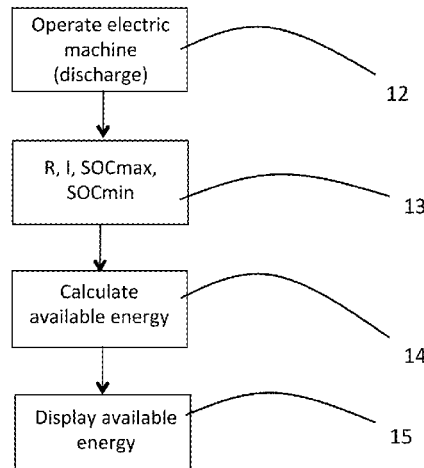 Operate electric
machine
(discharge)
12
R, I, SOCmax,
SOCmin
13
Calculate
available energy
14
Display available
energy
15